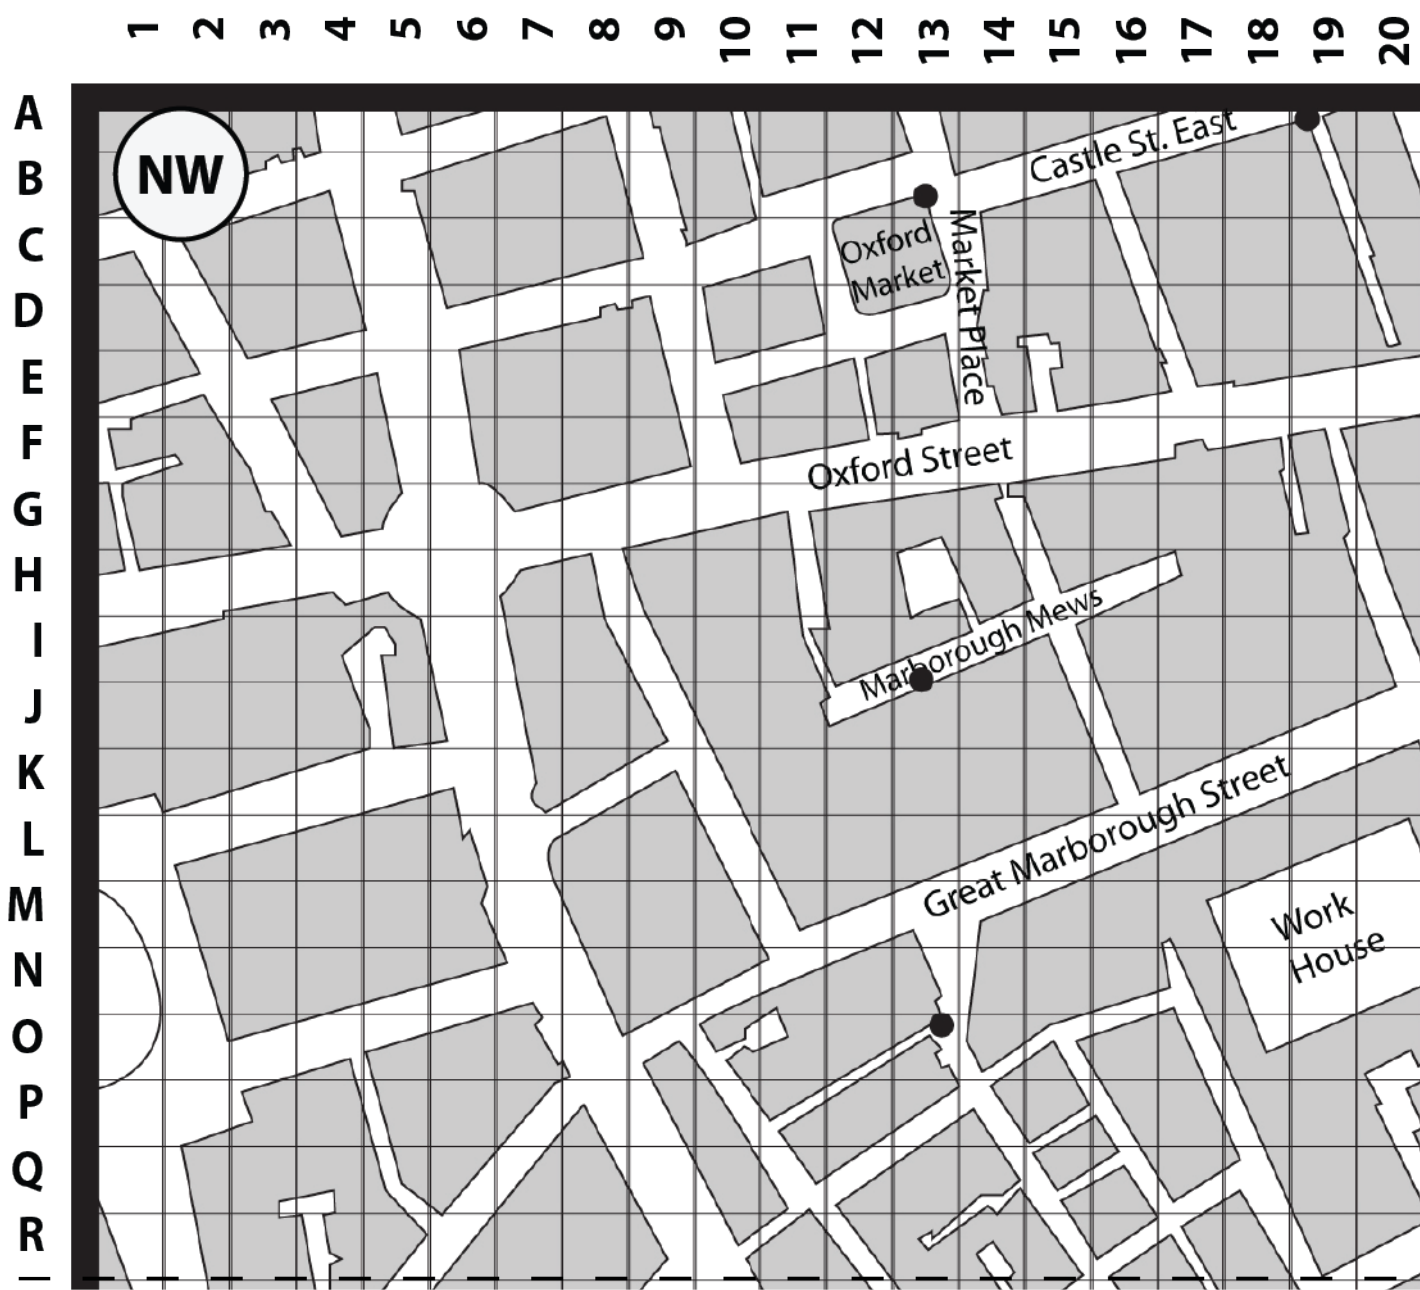 1 2 3 4 5 6 7 8 9 10 11 12 13 14 15 16 17 18 19 20
A
NW
Castle St. East
B
C
Oxford
Market
Market Place
D
E
F
Oxford Street
G
H
I
Marborough Mews
J
K
L
Great Marborough Street
M
Work
House
N
O
P
Q
R